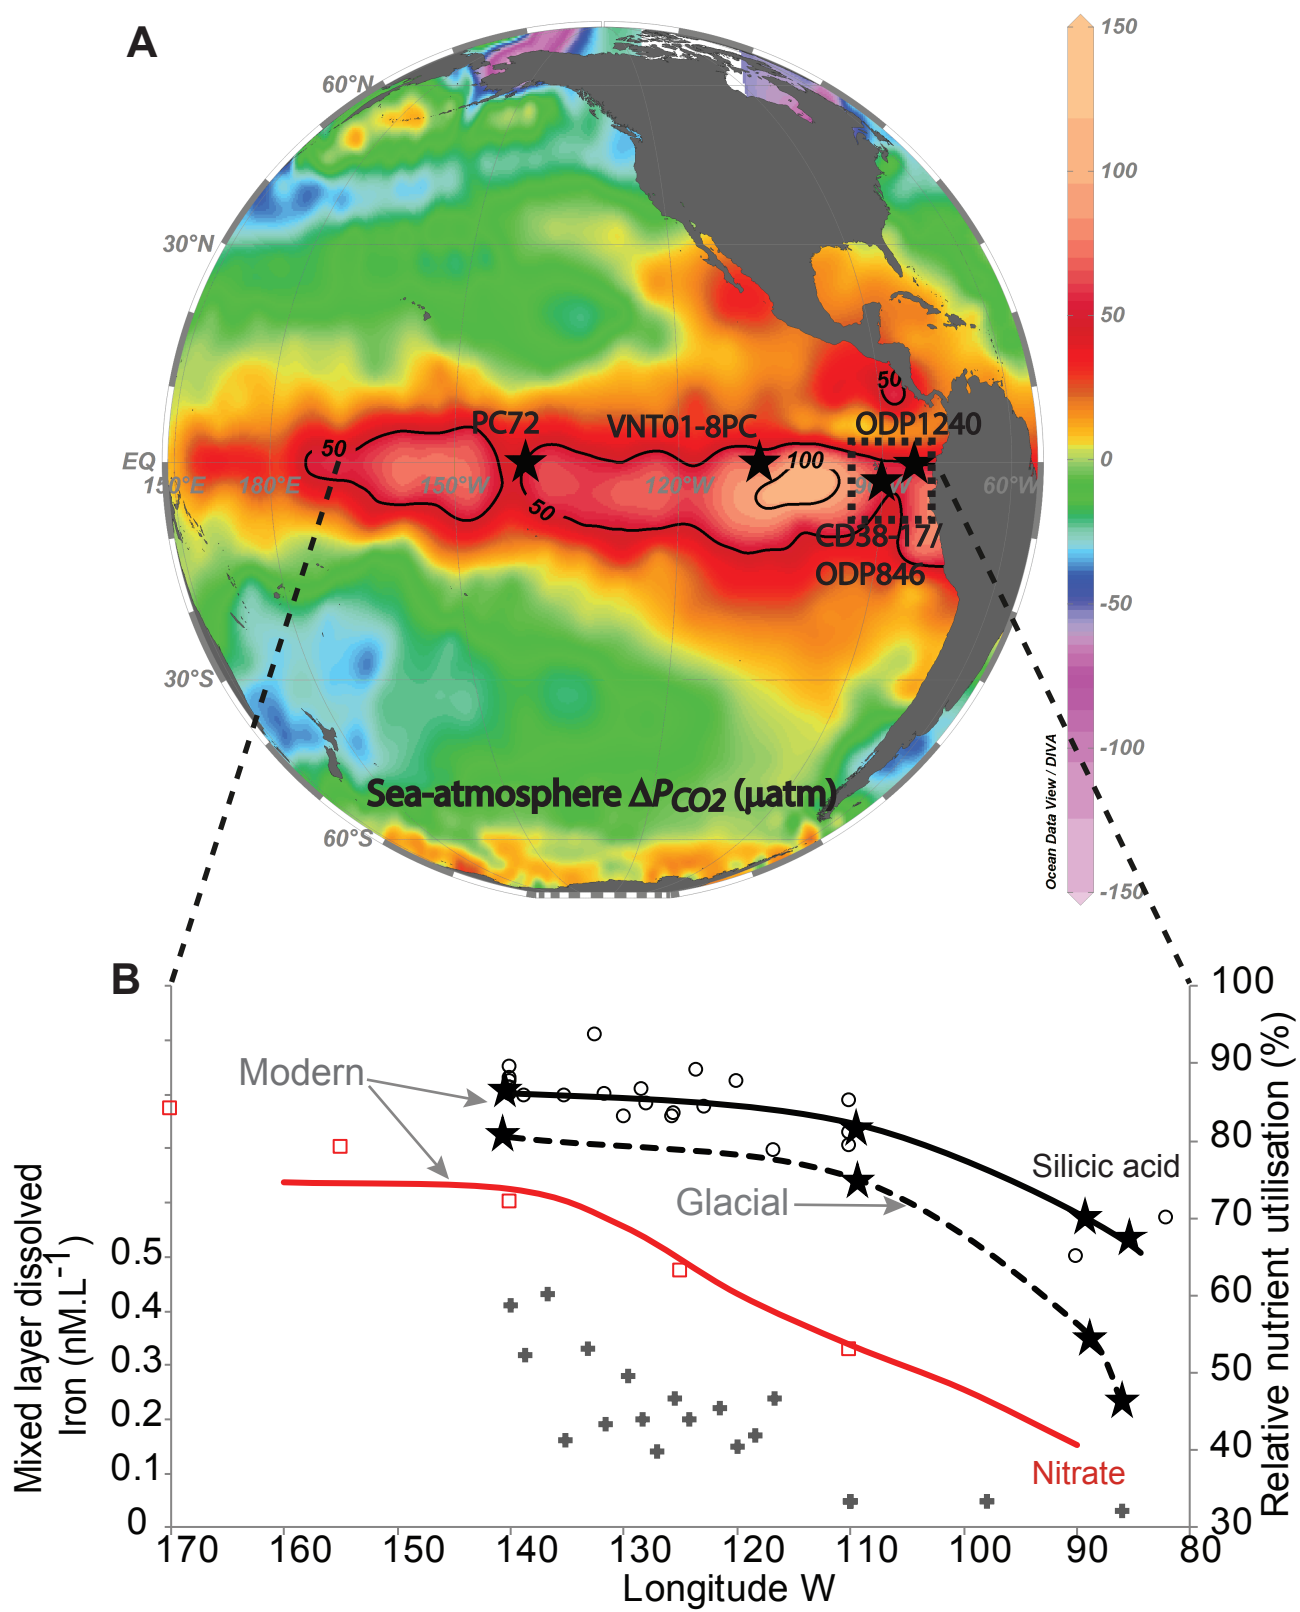 A
60°N
30°N
EQ
150°E
180°E
150°W
120°W
90°W
60°W
30°S
60°S
PC72
VNT01-8PC
ODP1240
CD38-17/
ODP846
50
50
100
50
Sea-atmosphere ΔPCO2 (µatm)
150
100
50
0
-50
-100
-150
Ocean Data View / DIVA
B
Modern
Glacial
Silicic acid
Nitrate
Mixed layer dissolved
Iron (nM.L-1)
0.5
0.4
0.3
0.2
0.1
0
100
90
80
70
60
50
40
30
Relative nutrient utilisation (%)
170
160
150
140
130
120
110
100
90
80
Longitude W